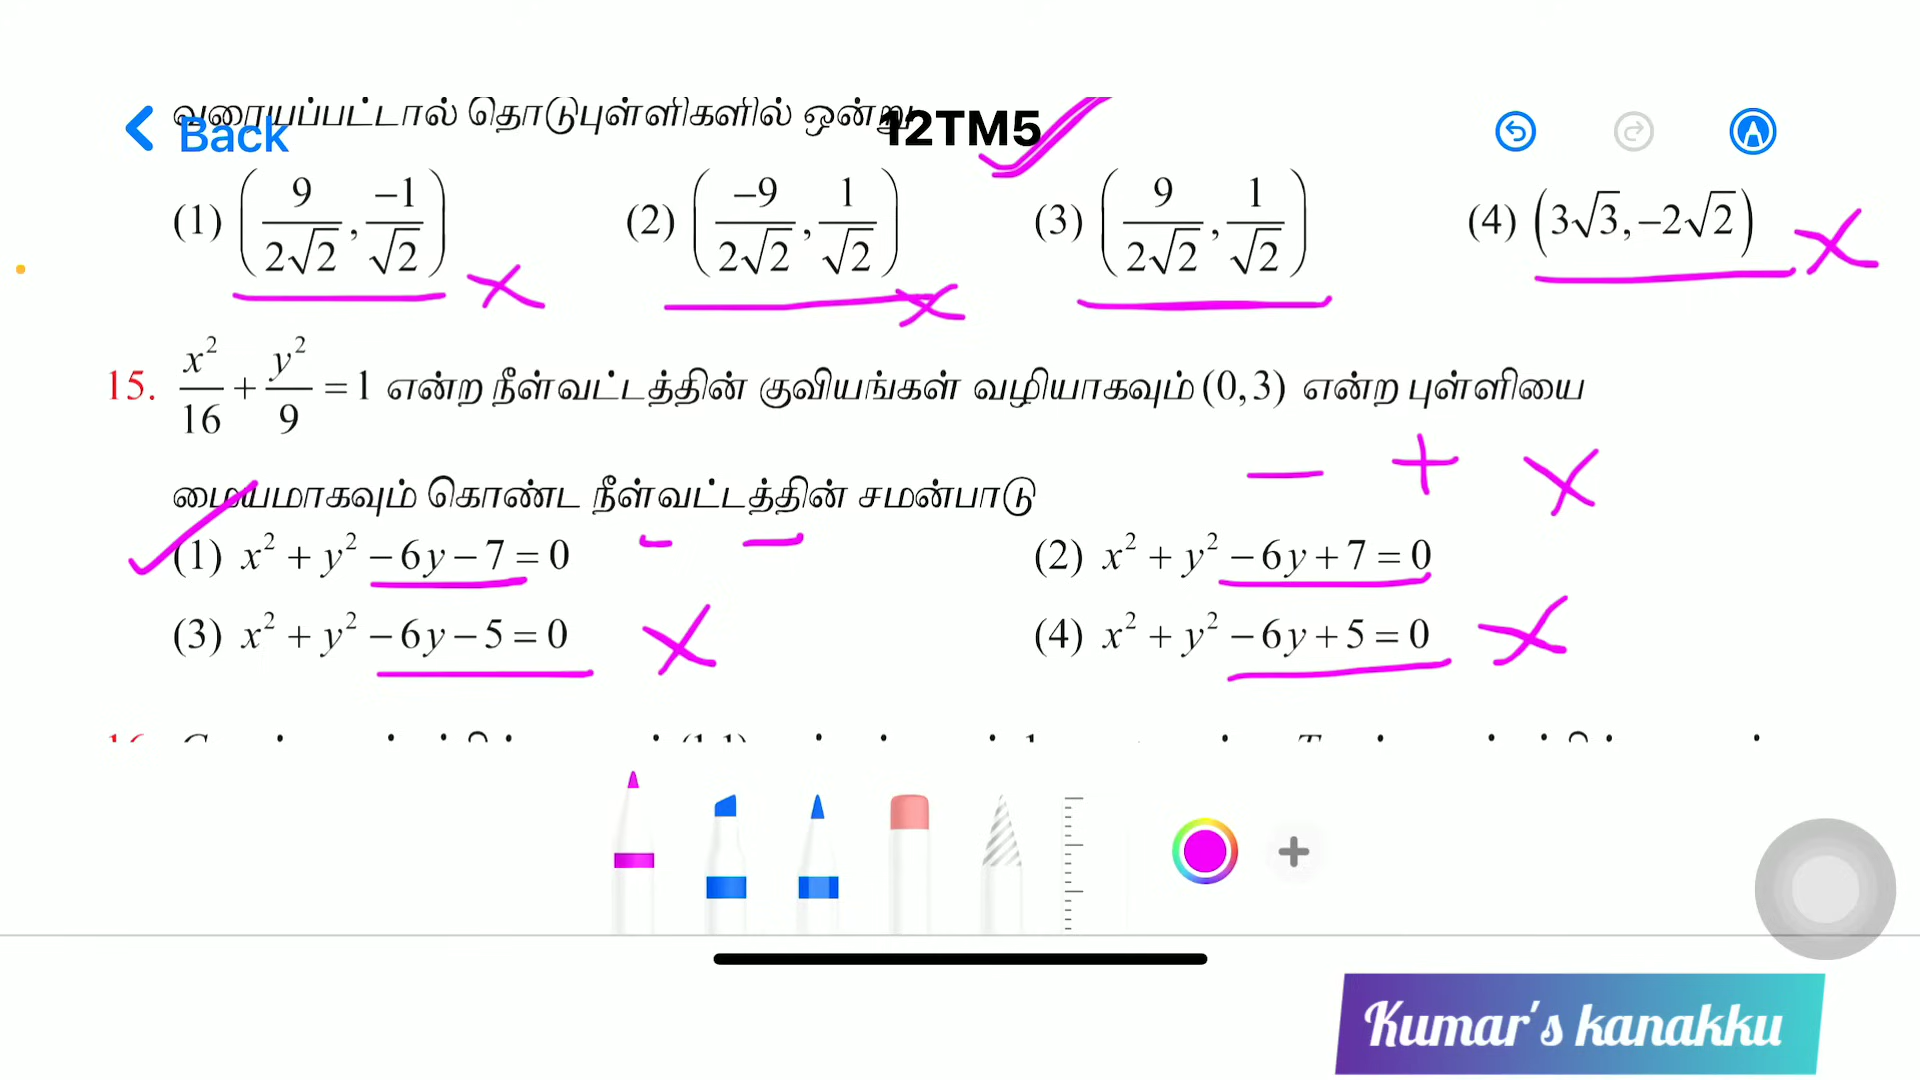 வரையப்பட்டால் தொடுபுள்ளிகளில் ஒன்று
Back
12TM5
(1) (9/2√2, −1/√2) (2) (−9/2√2, 1/√2) (3) (9/2√2, 1/√2) (4) (3√3, −2√2)
15. x²/16 + y²/9 = 1 என்ற நீள்வட்டத்தின் குவியங்கள் வழியாகவும் (0,3) என்ற புள்ளியை
மையமாகவும் கொண்ட நீள்வட்டத்தின் சமன்பாடு
(1) x² + y² − 6y − 7 = 0 (2) x² + y² − 6y + 7 = 0
(3) x² + y² − 6y − 5 = 0 (4) x² + y² − 6y + 5 = 0
Kumar's kanakku